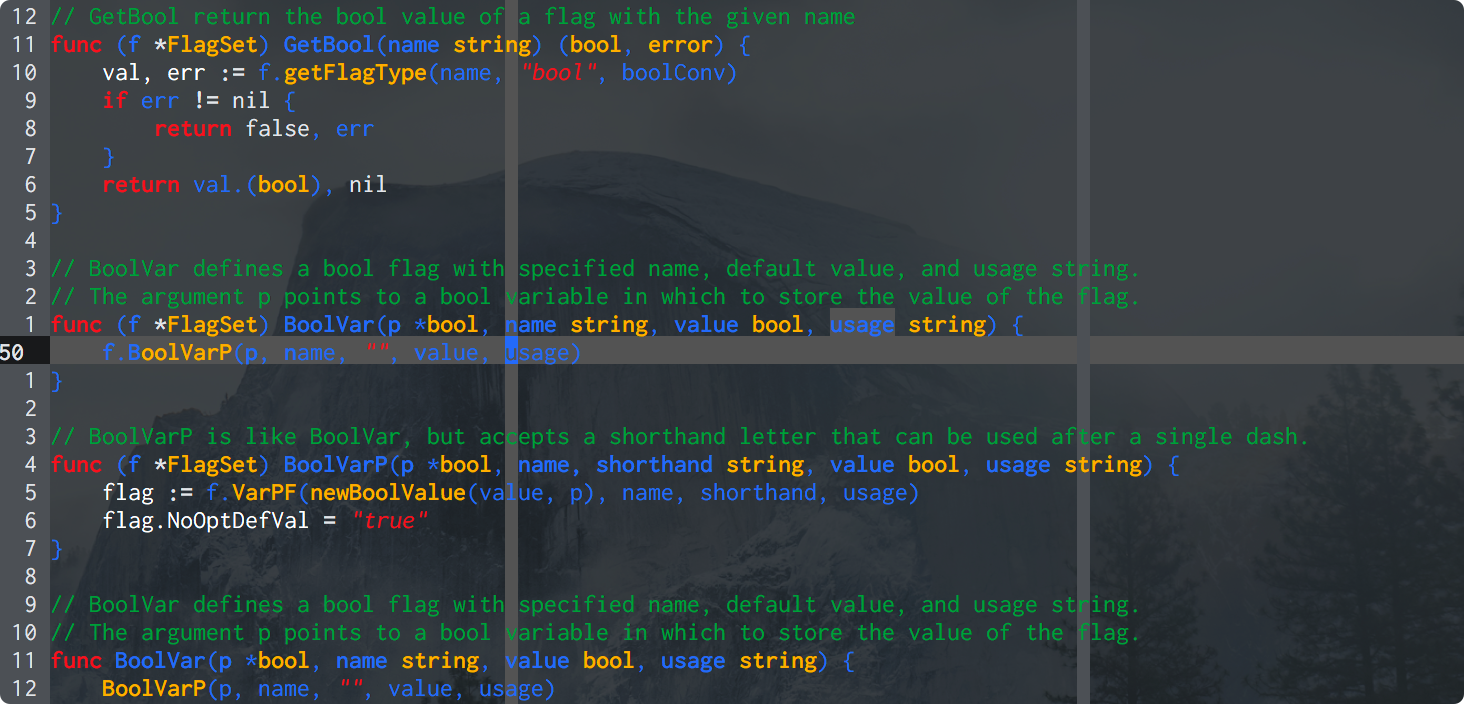 12 // GetBool return the bool value of a flag with the given name
11 func (f *FlagSet) GetBool(name string) (bool, error) {
10     val, err := f.getFlagType(name, "bool", boolConv)
9     if err != nil {
8         return false, err
7     }
6     return val.(bool), nil
5 }
4
3 // BoolVar defines a bool flag with specified name, default value, and usage string.
2 // The argument p points to a bool variable in which to store the value of the flag.
1 func (f *FlagSet) BoolVar(p *bool, name string, value bool, usage string) {
50     f.BoolVarP(p, name, "", value, usage)
1 }
2
3 // BoolVarP is like BoolVar, but accepts a shorthand letter that can be used after a single dash.
4 func (f *FlagSet) BoolVarP(p *bool, name, shorthand string, value bool, usage string) {
5     flag := f.VarPF(newBoolValue(value, p), name, shorthand, usage)
6     flag.NoOptDefVal = "true"
7 }
8
9 // BoolVar defines a bool flag with specified name, default value, and usage string.
10 // The argument p points to a bool variable in which to store the value of the flag.
11 func BoolVar(p *bool, name string, value bool, usage string) {
12     BoolVarP(p, name, "", value, usage)